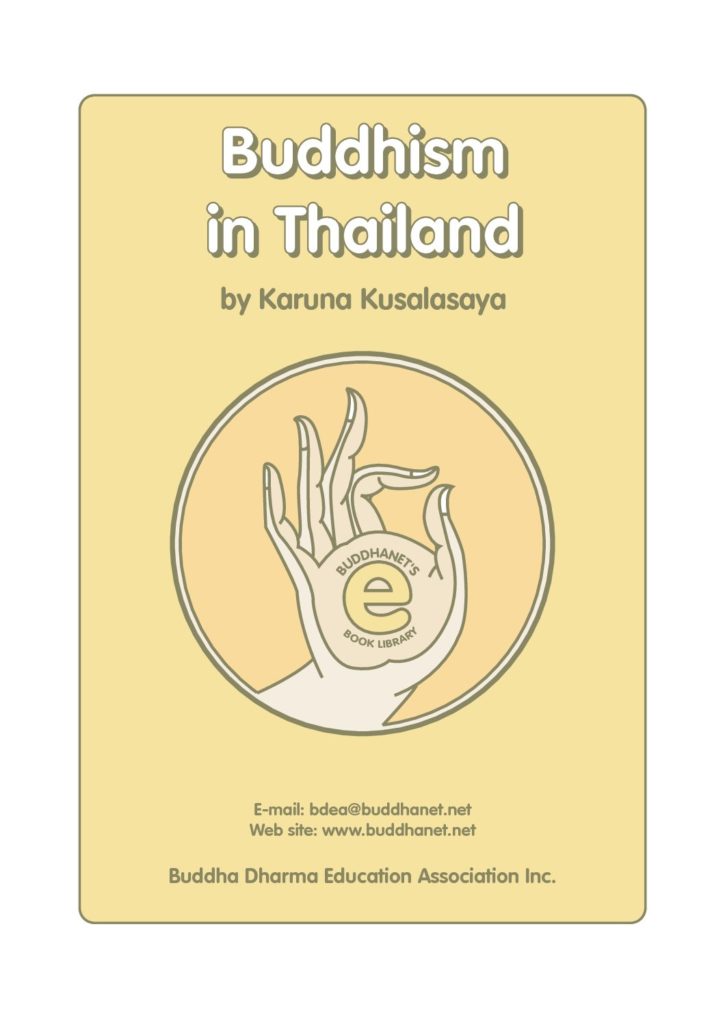 Buddhism
in Thailand
by Karuna Kusalasaya
BUDDHANET'S
e
BOOK LIBRARY
E-mail: bdea@buddhanet.net
Web site: www.buddhanet.net
Buddha Dharma Education Association Inc.